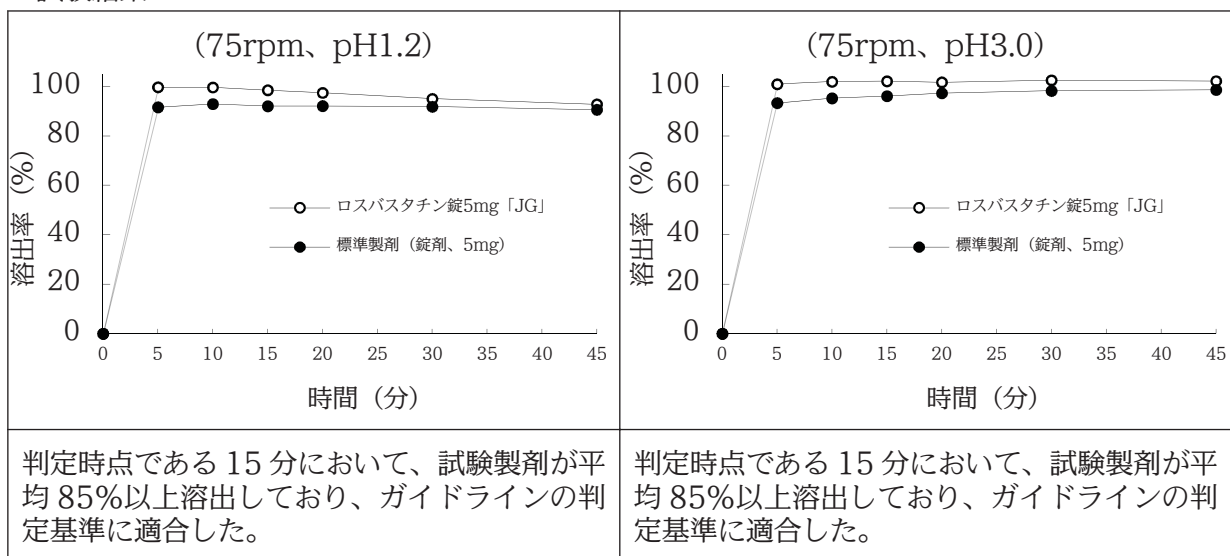 (75rpm、pH1.2)
100
80
60
40
20
0
溶出率 (%)
ロスバスタチン錠5mg「JG」
標準製剤（錠剤、5mg）
0 5 10 15 20 25 30 35 40 45
時間（分）
判定時点である 15 分において、試験製剤が平
均 85%以上溶出しており、ガイドラインの判
定基準に適合した。
(75rpm、pH3.0)
100
80
60
40
20
0
溶出率 (%)
ロスバスタチン錠5mg「JG」
標準製剤（錠剤、5mg）
0 5 10 15 20 25 30 35 40 45
時間（分）
判定時点である 15 分において、試験製剤が平
均 85%以上溶出しており、ガイドラインの判
定基準に適合した。